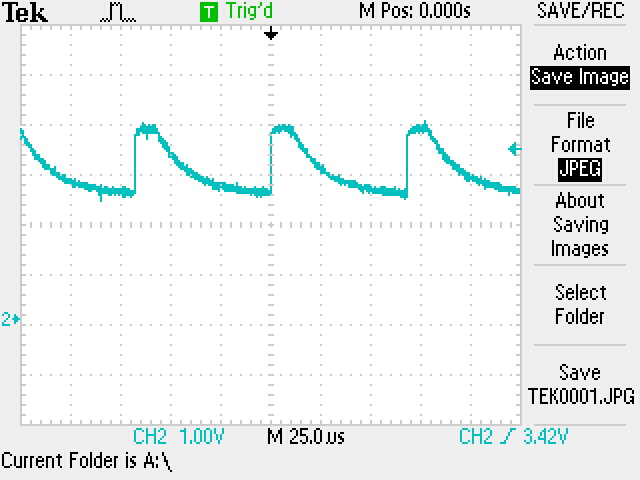 Tek
T Trig'd
M Pos: 0.000s
SAVE/REC
Action
Save Image
File
Format
JPEG
About
Saving
Images
Select
Folder
Save
TEK0001.JPG
2
CH2 1.00V
M 25.0us
CH2 3.42V
Current Folder is A:\